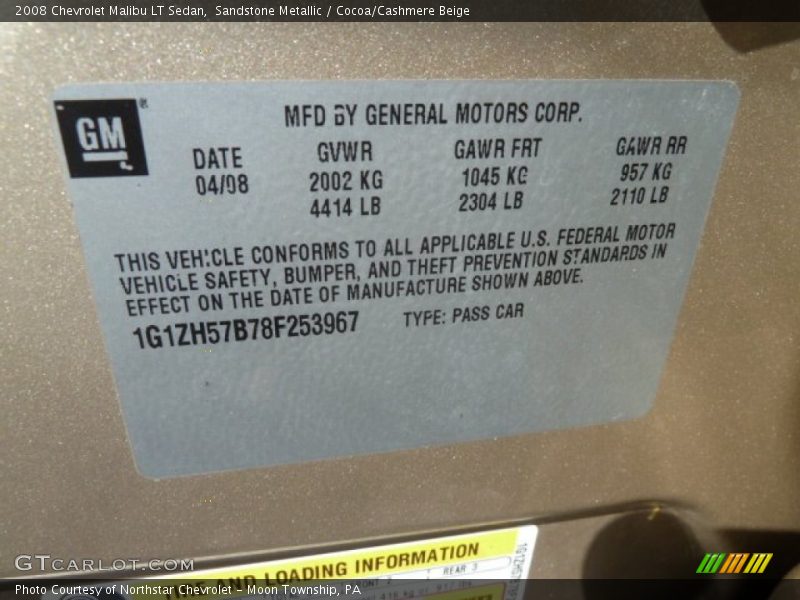 2008 Chevrolet Malibu LT Sedan, Sandstone Metallic / Cocoa/Cashmere Beige
GM
MFD BY GENERAL MOTORS CORP.
DATE GVWR GAWR FRT GAWR RR
04/08 2002 KG 1045 KG 957 KG
4414 LB 2304 LB 2110 LB
THIS VEHICLE CONFORMS TO ALL APPLICABLE U.S. FEDERAL MOTOR
VEHICLE SAFETY, BUMPER, AND THEFT PREVENTION STANDARDS IN
EFFECT ON THE DATE OF MANUFACTURE SHOWN ABOVE.
1G1ZH57B78F253967 TYPE: PASS CAR
AND LOADING INFORMATION
REAR 3
GTCARLOT.COM
Photo Courtesy of Northstar Chevrolet - Moon Township, PA